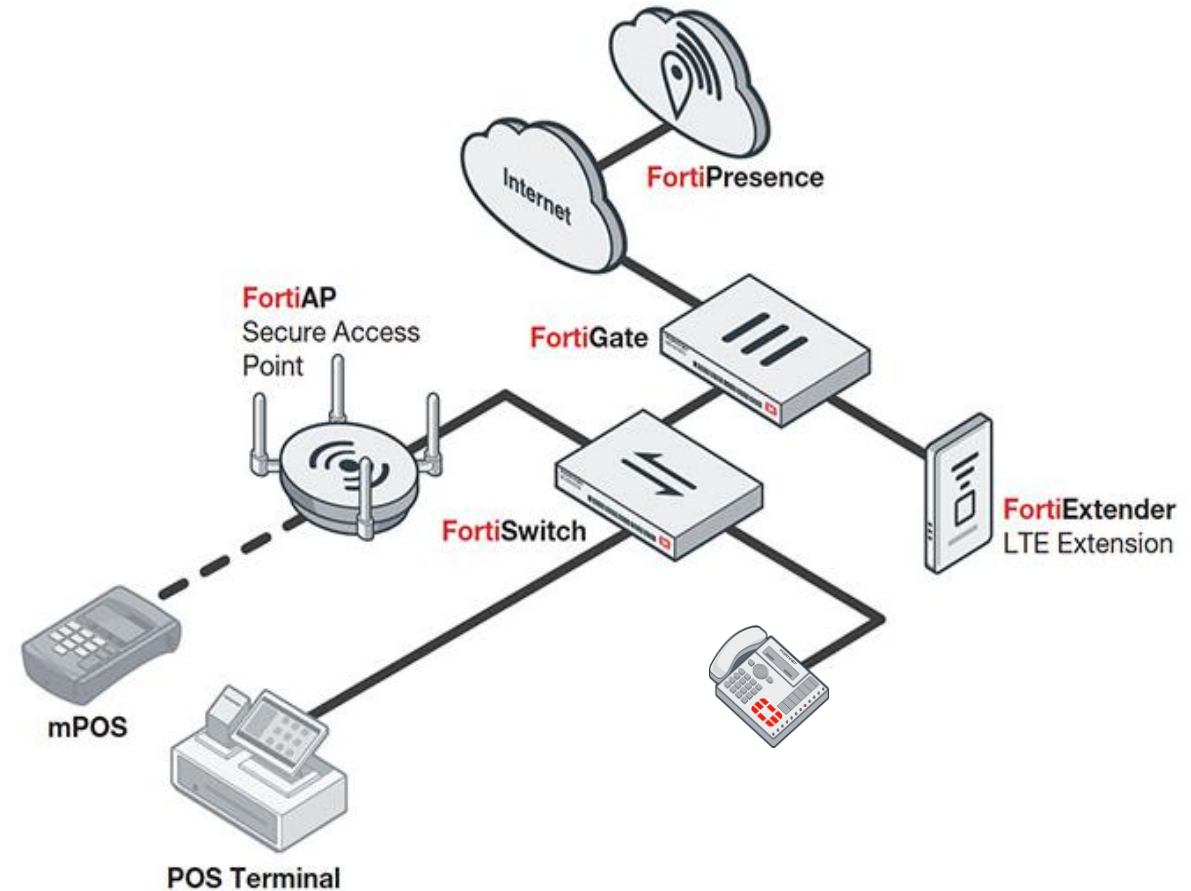 FortiPresence
Internet
FortiAP
Secure Access
Point
FortiGate
FortiSwitch
FortiExtender
LTE Extension
mPOS
POS Terminal